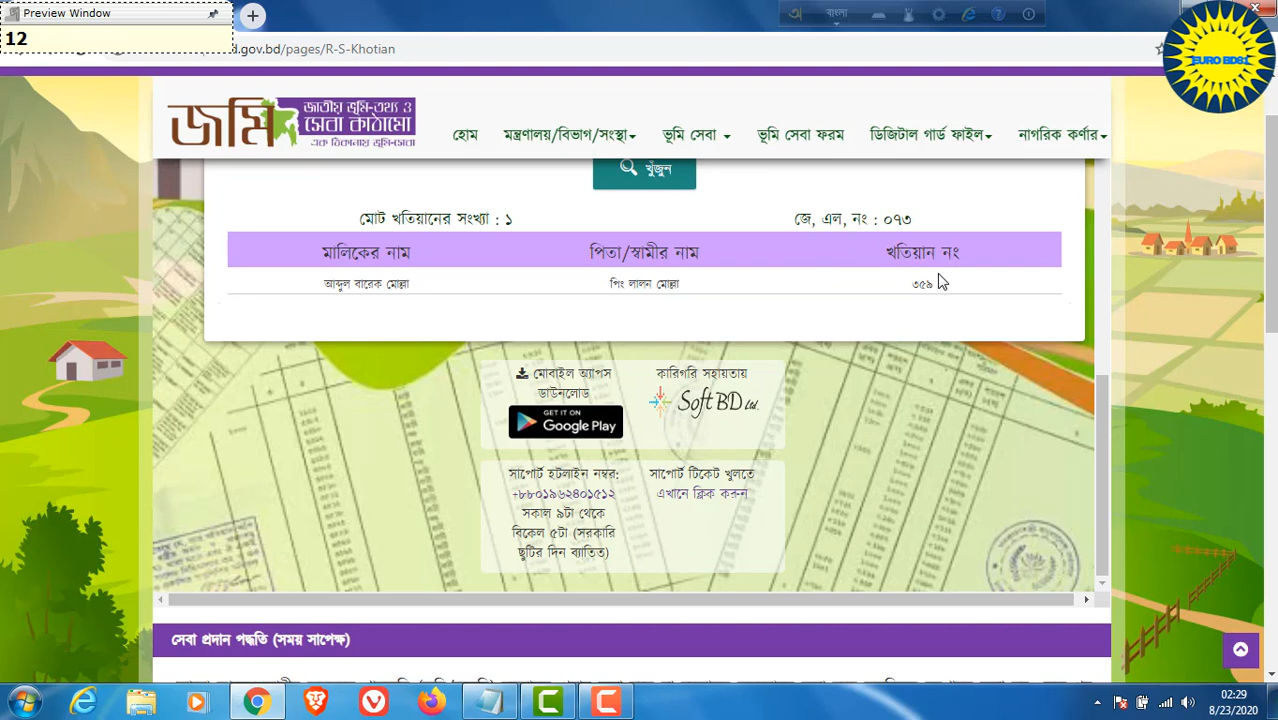 Preview Window
12
EURO BD81
বাংলা
d.gov.bd/pages/R-S-Khotian
জমি
জাতীয় ভূমি-তথ্য ও
সেবা কাঠামো
এক ঠিকানায় ভূমি-সেবা
হোম মন্ত্রণালয়/বিভাগ/সংস্থা ভূমি সেবা ভূমি সেবা ফরম ডিজিটাল গার্ড ফাইল নাগরিক কর্ণার
খুঁজুন
মোট খতিয়ানের সংখ্যা : ১ জে, এল, নং : ০৭৩
মালিকের নাম পিতা/স্বামীর নাম খতিয়ান নং
আব্দুল বারেক মোল্লা পিং লালন মোল্লা ৩৫৯
মোবাইল অ্যাপস
ডাউনলোড
GET IT ON
Google Play
কারিগরি সহায়তায়
SoftBD Ltd.
সাপোর্ট হটলাইন নম্বর:
+৮৮০১৯৬২৪০১৫১২
সকাল ৯টা থেকে
বিকেল ৫টা (সরকারি
ছুটির দিন ব্যতিত)
সাপোর্ট টিকেট খুলতে
এখানে ক্লিক করুন
সেবা প্রদান পদ্ধতি (সময় সাপেক্ষ)
02:29
8/23/2020